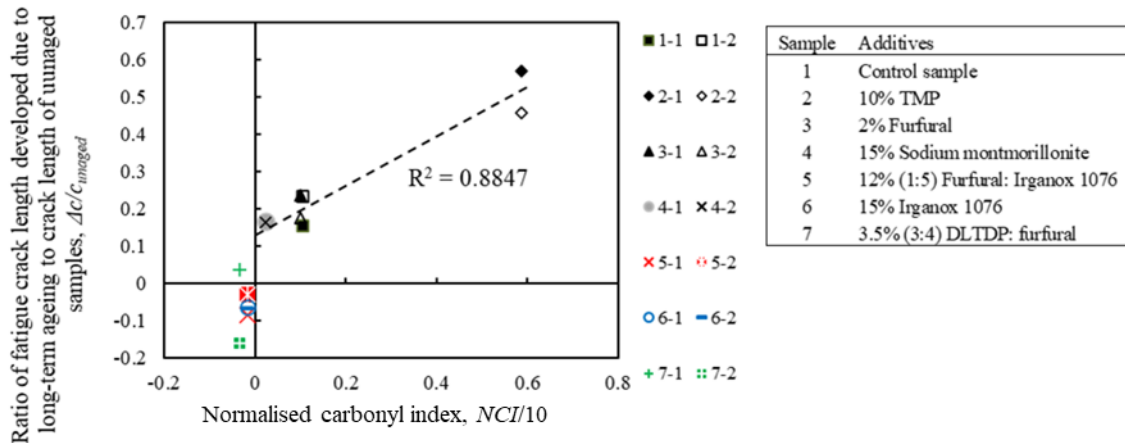 Ratio of fatigue crack length developed due to
long-term ageing to crack length of uunaged
samples, Δc/c_unaged
0.7
0.6
0.5
0.4
0.3
0.2
0.1
0
-0.1
-0.2
-0.2 0 0.2 0.4 0.6 0.8
Normalised carbonyl index, NCI/10
R² = 0.8847
1-1 1-2
2-1 2-2
3-1 3-2
4-1 4-2
5-1 5-2
6-1 6-2
7-1 7-2
Sample Additives
1 Control sample
2 10% TMP
3 2% Furfural
4 15% Sodium montmorillonite
5 12% (1:5) Furfural: Irganox 1076
6 15% Irganox 1076
7 3.5% (3:4) DLTDP: furfural